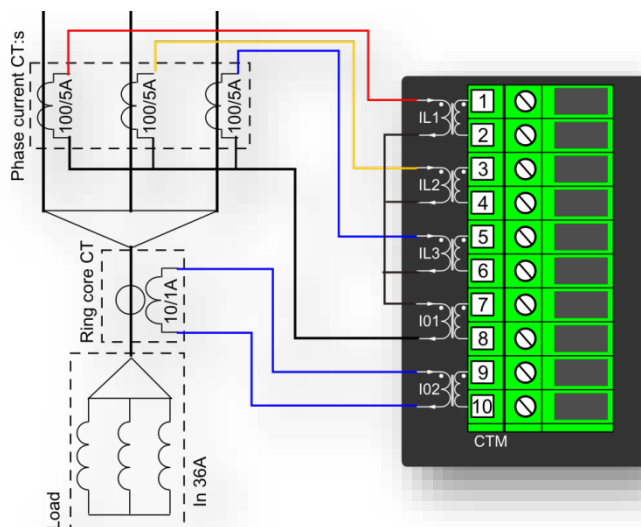 Phase current CT:s
100/5A
100/5A
100/5A
Ring core CT
10/1A
Load
In 36A
IL1
IL2
IL3
I01
I02
1
2
3
4
5
6
7
8
9
10
CTM